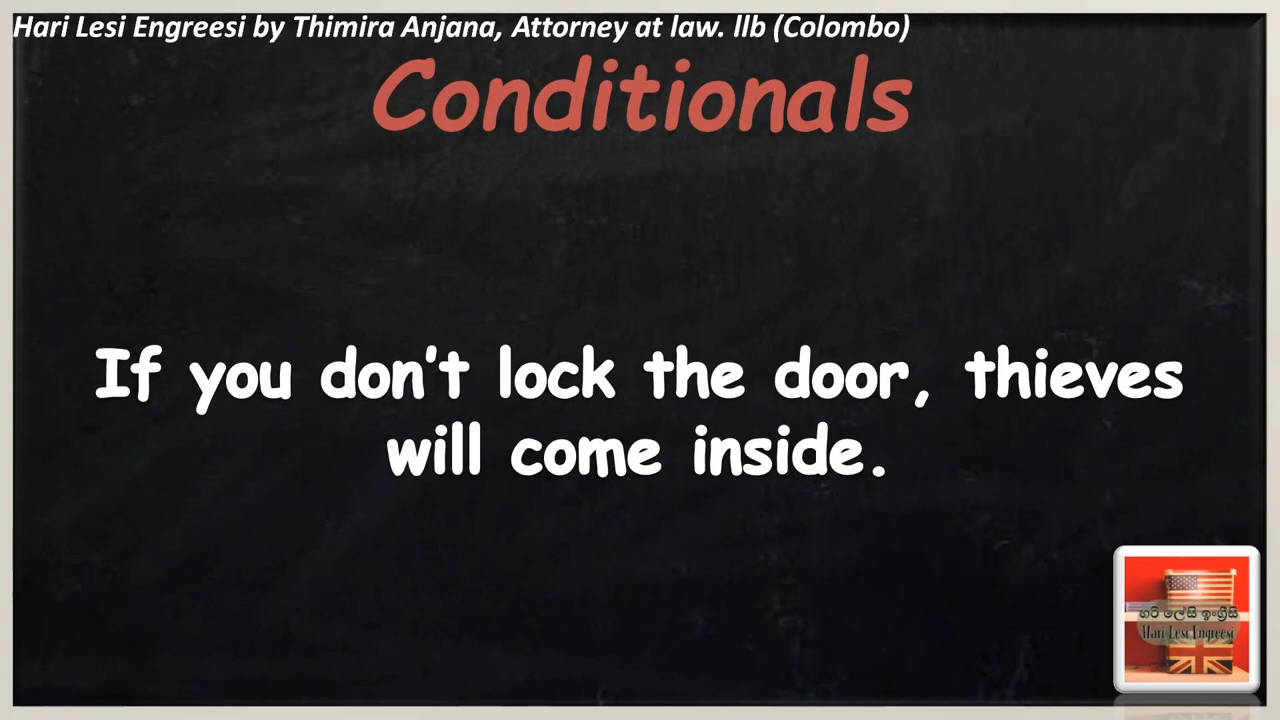 Hari Lesi Engreesi by Thimira Anjana, Attorney at law. llb (Colombo)
Conditionals
If you don't lock the door, thieves
will come inside.
හරි ලේසි ඉංග්‍රීසි
Hari Lesi Engreesi